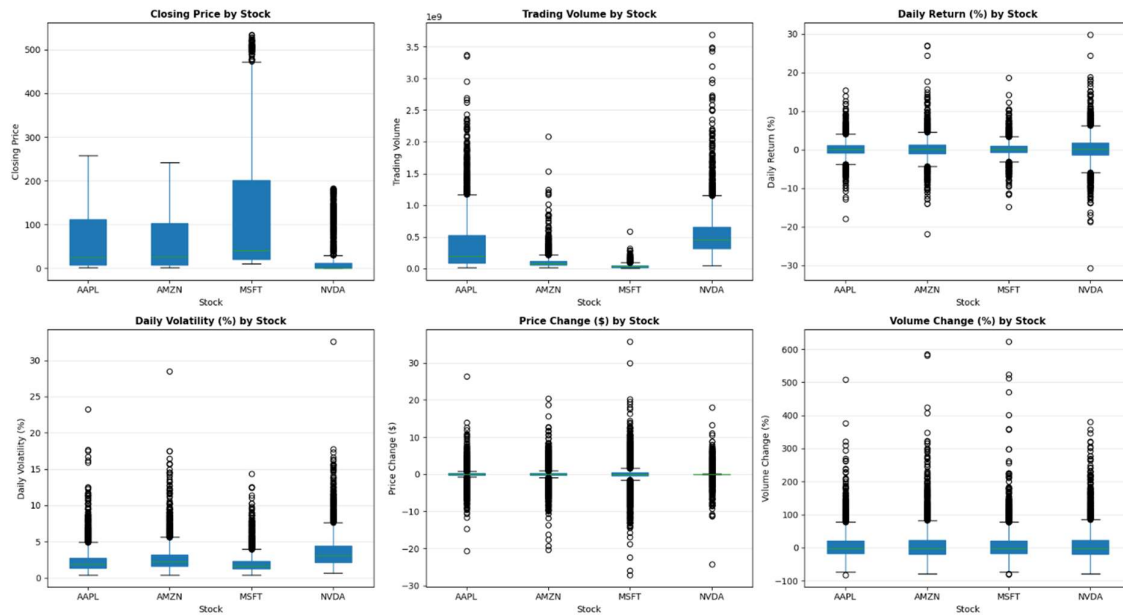 Closing Price by Stock
Closing Price
500
400
300
200
100
0
AAPL AMZN MSFT NVDA
Stock
Trading Volume by Stock
1e9
Trading Volume
3.5
3.0
2.5
2.0
1.5
1.0
0.5
0.0
AAPL AMZN MSFT NVDA
Stock
Daily Return (%) by Stock
Daily Return (%)
30
20
10
0
−10
−20
−30
AAPL AMZN MSFT NVDA
Stock
Daily Volatility (%) by Stock
Daily Volatility (%)
30
25
20
15
10
5
0
AAPL AMZN MSFT NVDA
Stock
Price Change ($) by Stock
Price Change ($)
30
20
10
0
−10
−20
−30
AAPL AMZN MSFT NVDA
Stock
Volume Change (%) by Stock
Volume Change (%)
600
500
400
300
200
100
0
−100
AAPL AMZN MSFT NVDA
Stock